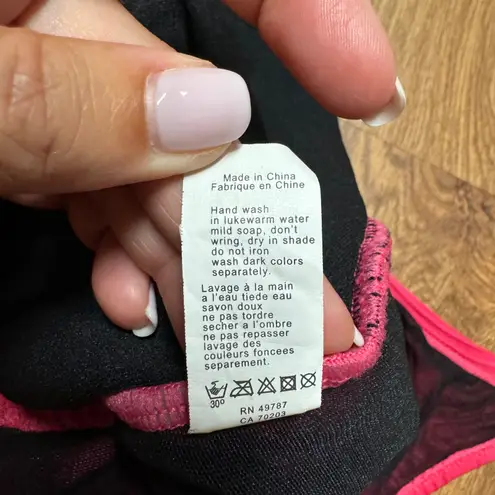 Made in China
Fabrique en Chine
Hand wash
in lukewarm water
mild soap, don't
wring, dry in shade
do not iron
wash dark colors
separately.
Lavage à la main
a l'eau tiede eau
savon doux
ne pas tordre
secher a l'ombre
ne pas repasser
lavage des
couleurs foncees
separement.
30°
RN 49787
CA 70203